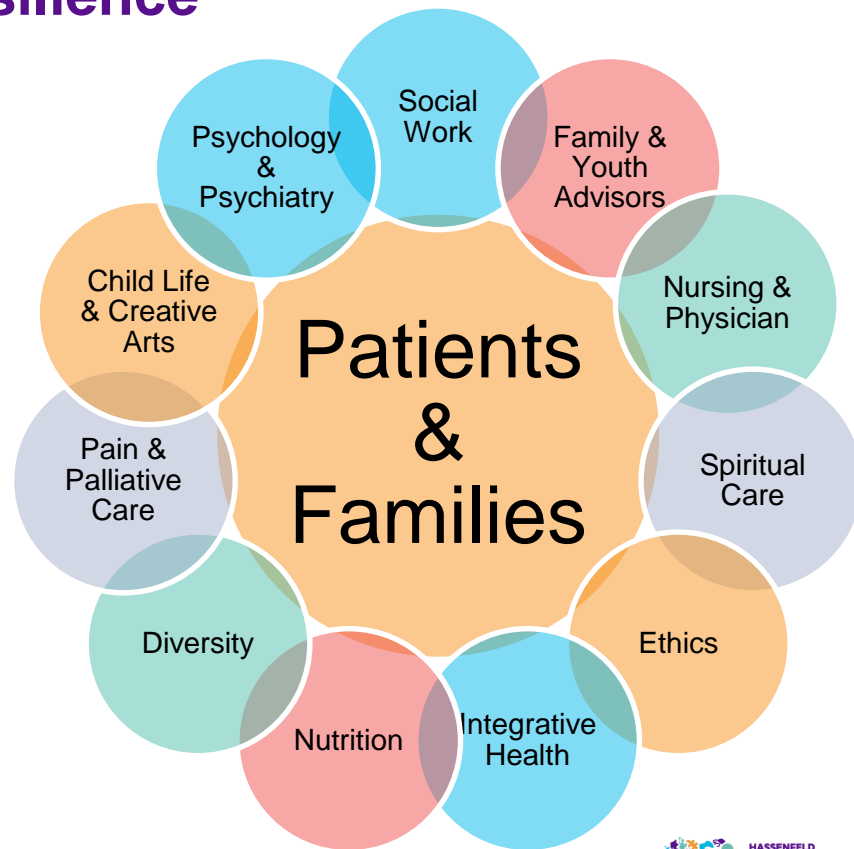 silience
Social
Work
Family &
Youth
Advisors
Nursing &
Physician
Spiritual
Care
Ethics
Integrative
Health
Nutrition
Diversity
Pain &
Palliative
Care
Child Life
& Creative
Arts
Psychology
&
Psychiatry
Patients
&
Families
HASSENFELD